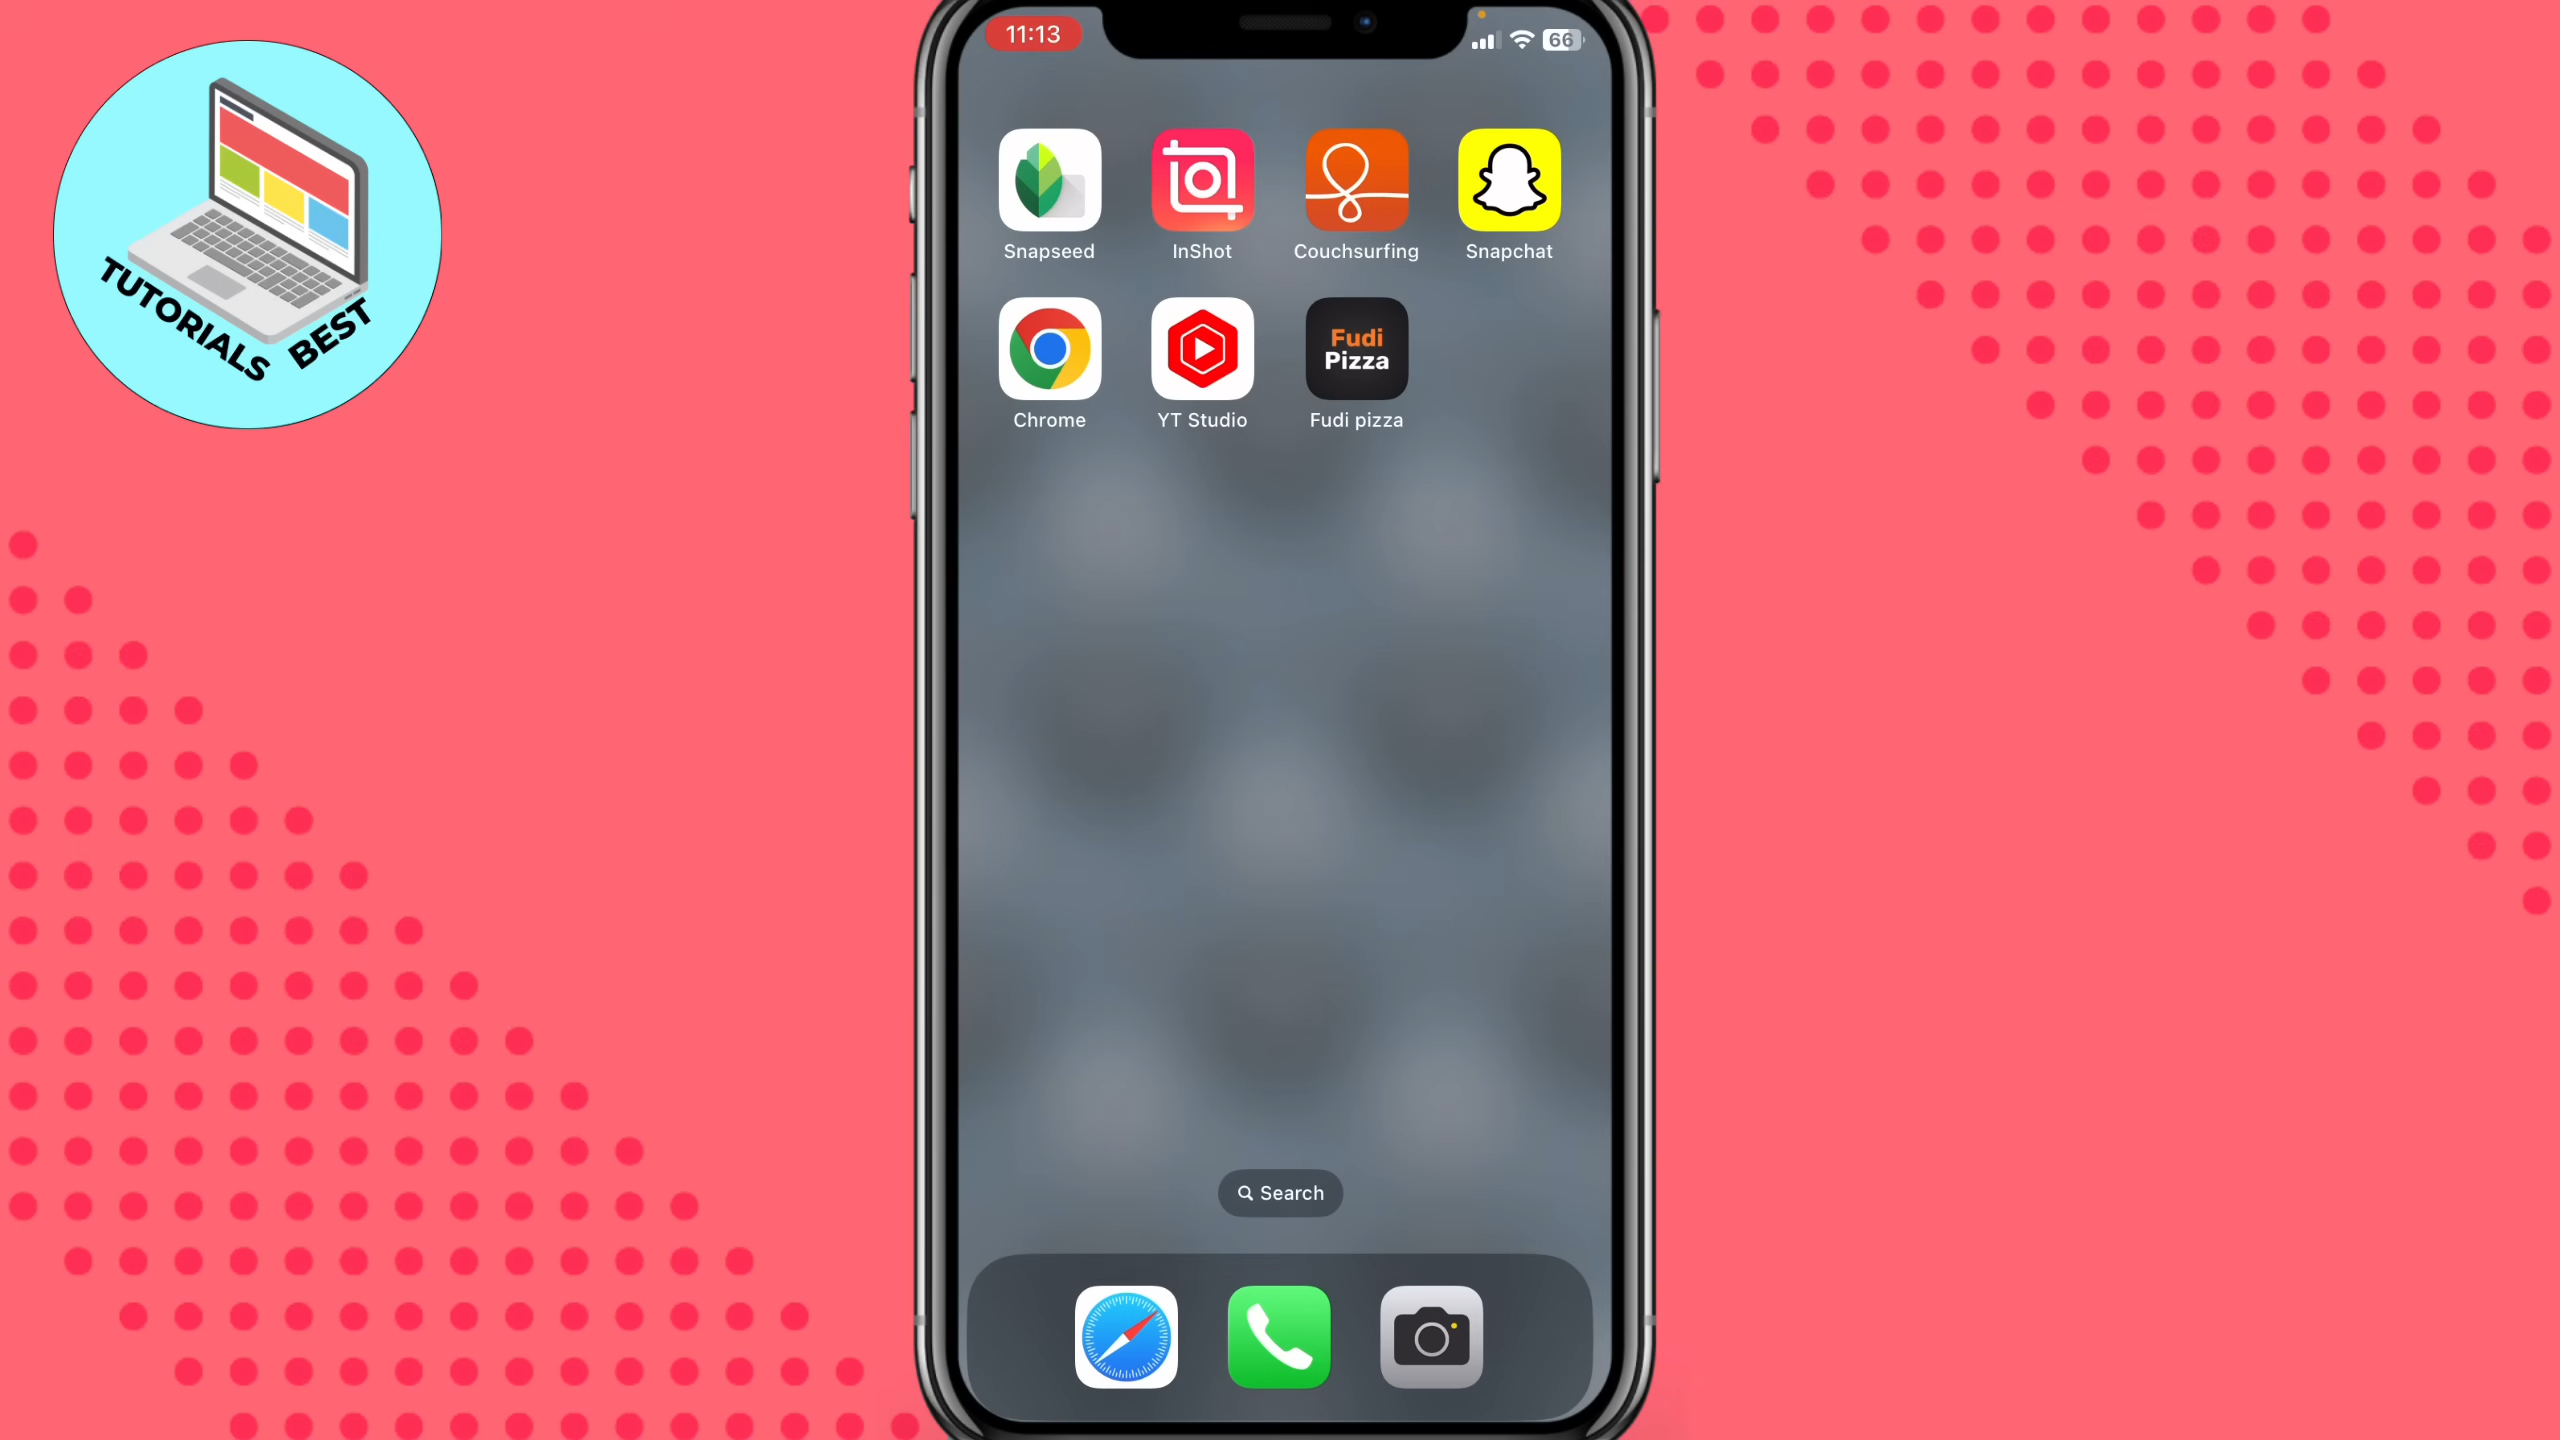 TUTORIALS BEST
11:13
66
Snapseed
InShot
Couchsurfing
Snapchat
Fudi
Pizza
Chrome
YT Studio
Fudi pizza
Search